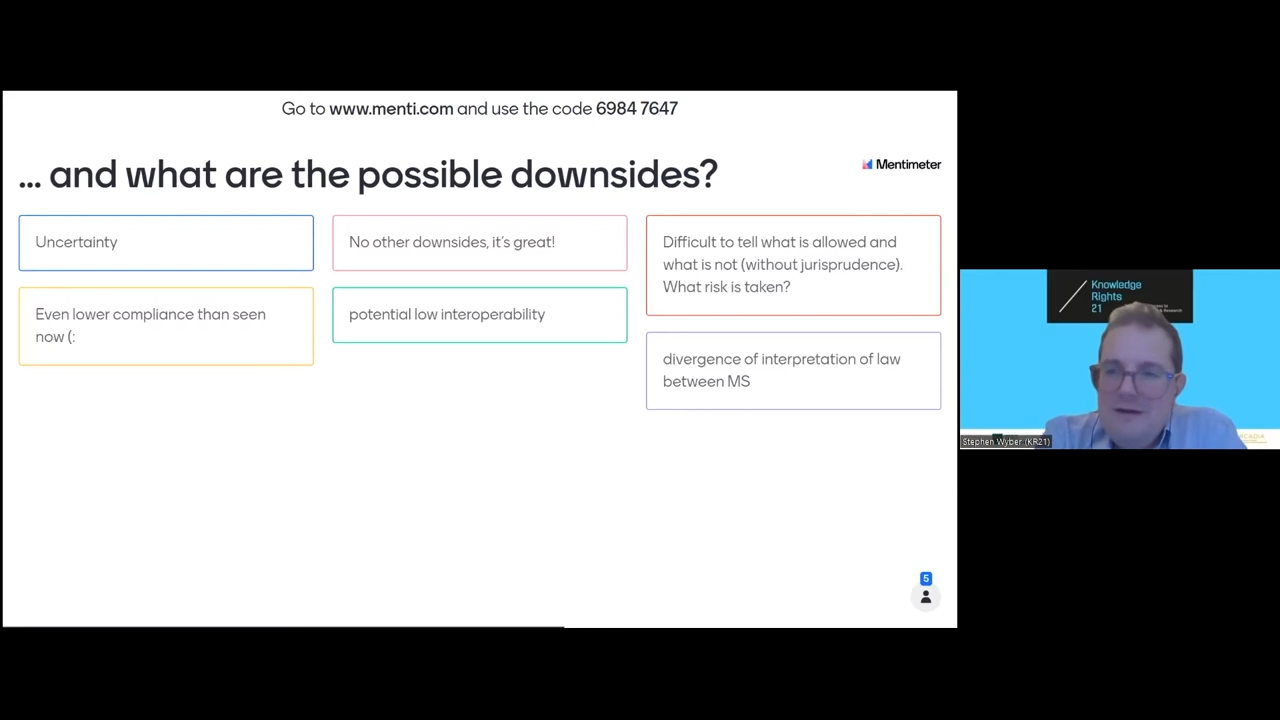 Go to www.menti.com and use the code 6984 7647
... and what are the possible downsides?
Mentimeter
Uncertainty
No other downsides, it's great!
Difficult to tell what is allowed and
what is not (without jurisprudence).
What risk is taken?
Even lower compliance than seen
now (:
potential low interoperability
divergence of interpretation of law
between MS
5
Knowledge
Rights
21
Research
Stephen Wyber (KR21)